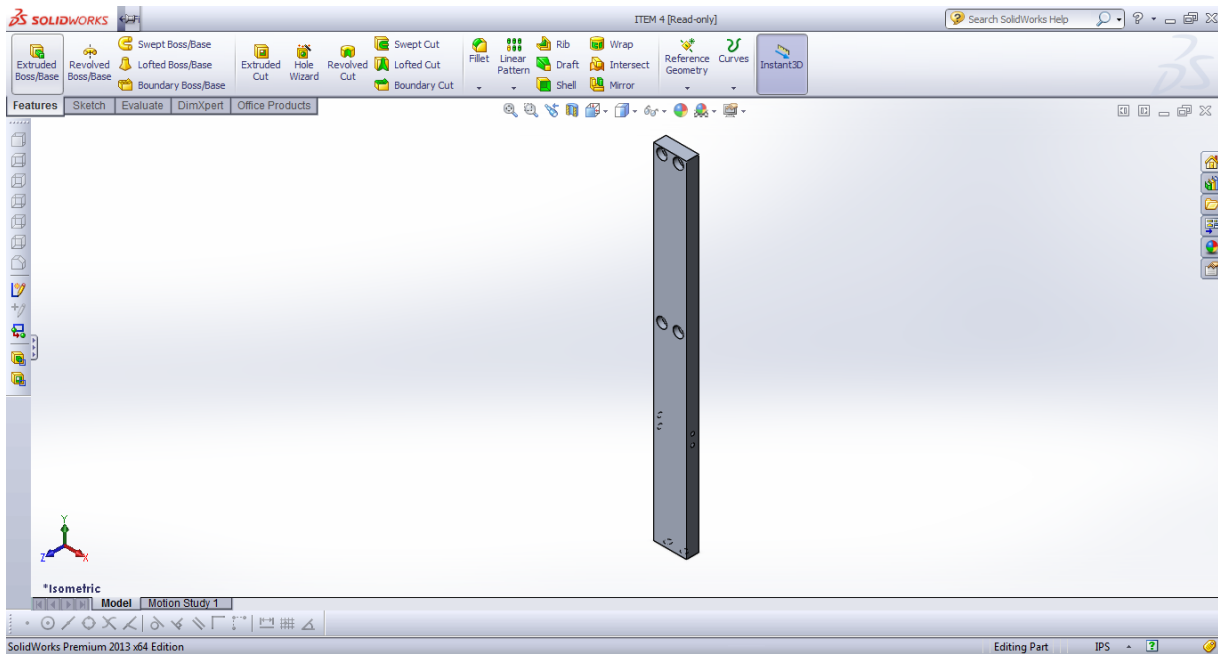 SOLIDWORKS
ITEM 4 [Read-only]
Search SolidWorks Help
Extruded Boss/Base
Revolved Boss/Base
Swept Boss/Base
Lofted Boss/Base
Boundary Boss/Base
Extruded Cut
Hole Wizard
Revolved Cut
Swept Cut
Lofted Cut
Boundary Cut
Fillet
Linear Pattern
Rib
Draft
Shell
Wrap
Intersect
Mirror
Reference Geometry
Curves
Instant3D
Features Sketch Evaluate DimXpert Office Products
Y
Z
X
*Isometric
Model Motion Study 1
SolidWorks Premium 2013 x64 Edition
Editing Part
IPS